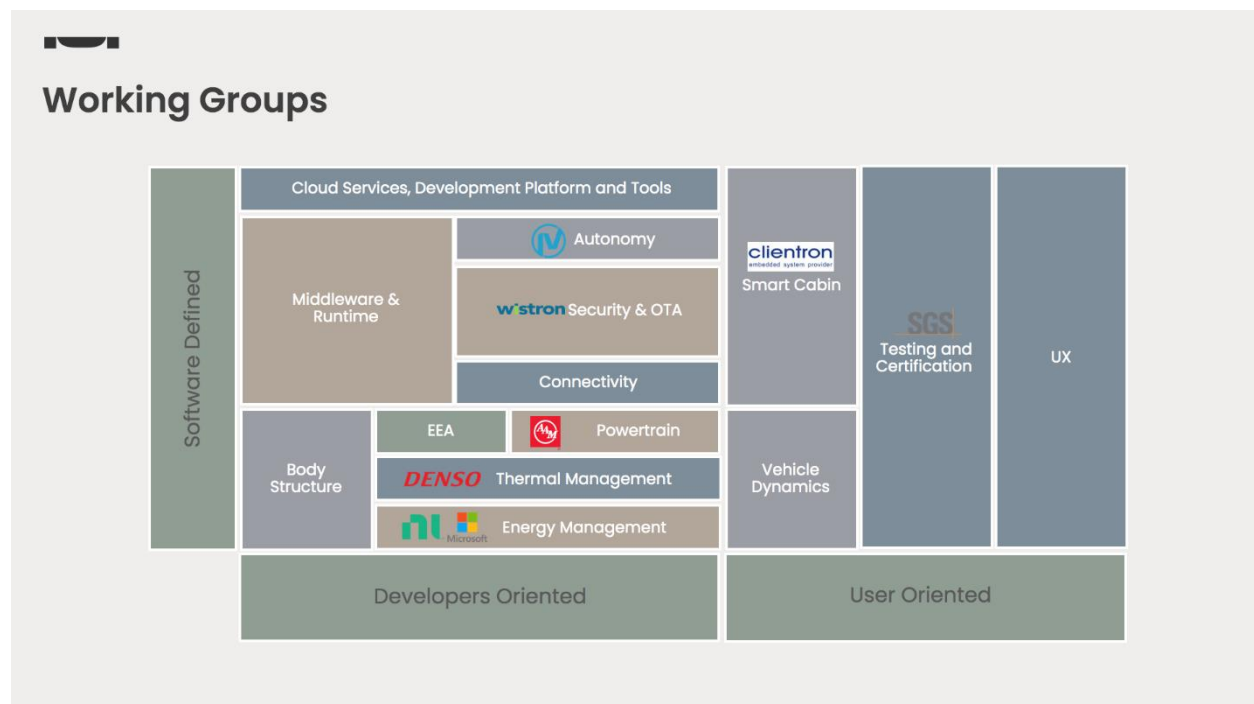 Working Groups
Software Defined
Cloud Services, Development Platform and Tools
Middleware &
Runtime
Autonomy
wistron Security & OTA
Connectivity
Body
Structure
EEA
Powertrain
DENSO Thermal Management
Microsoft Energy Management
clientron
embedded system provider
Smart Cabin
Vehicle
Dynamics
SGS
Testing and
Certification
UX
Developers Oriented
User Oriented